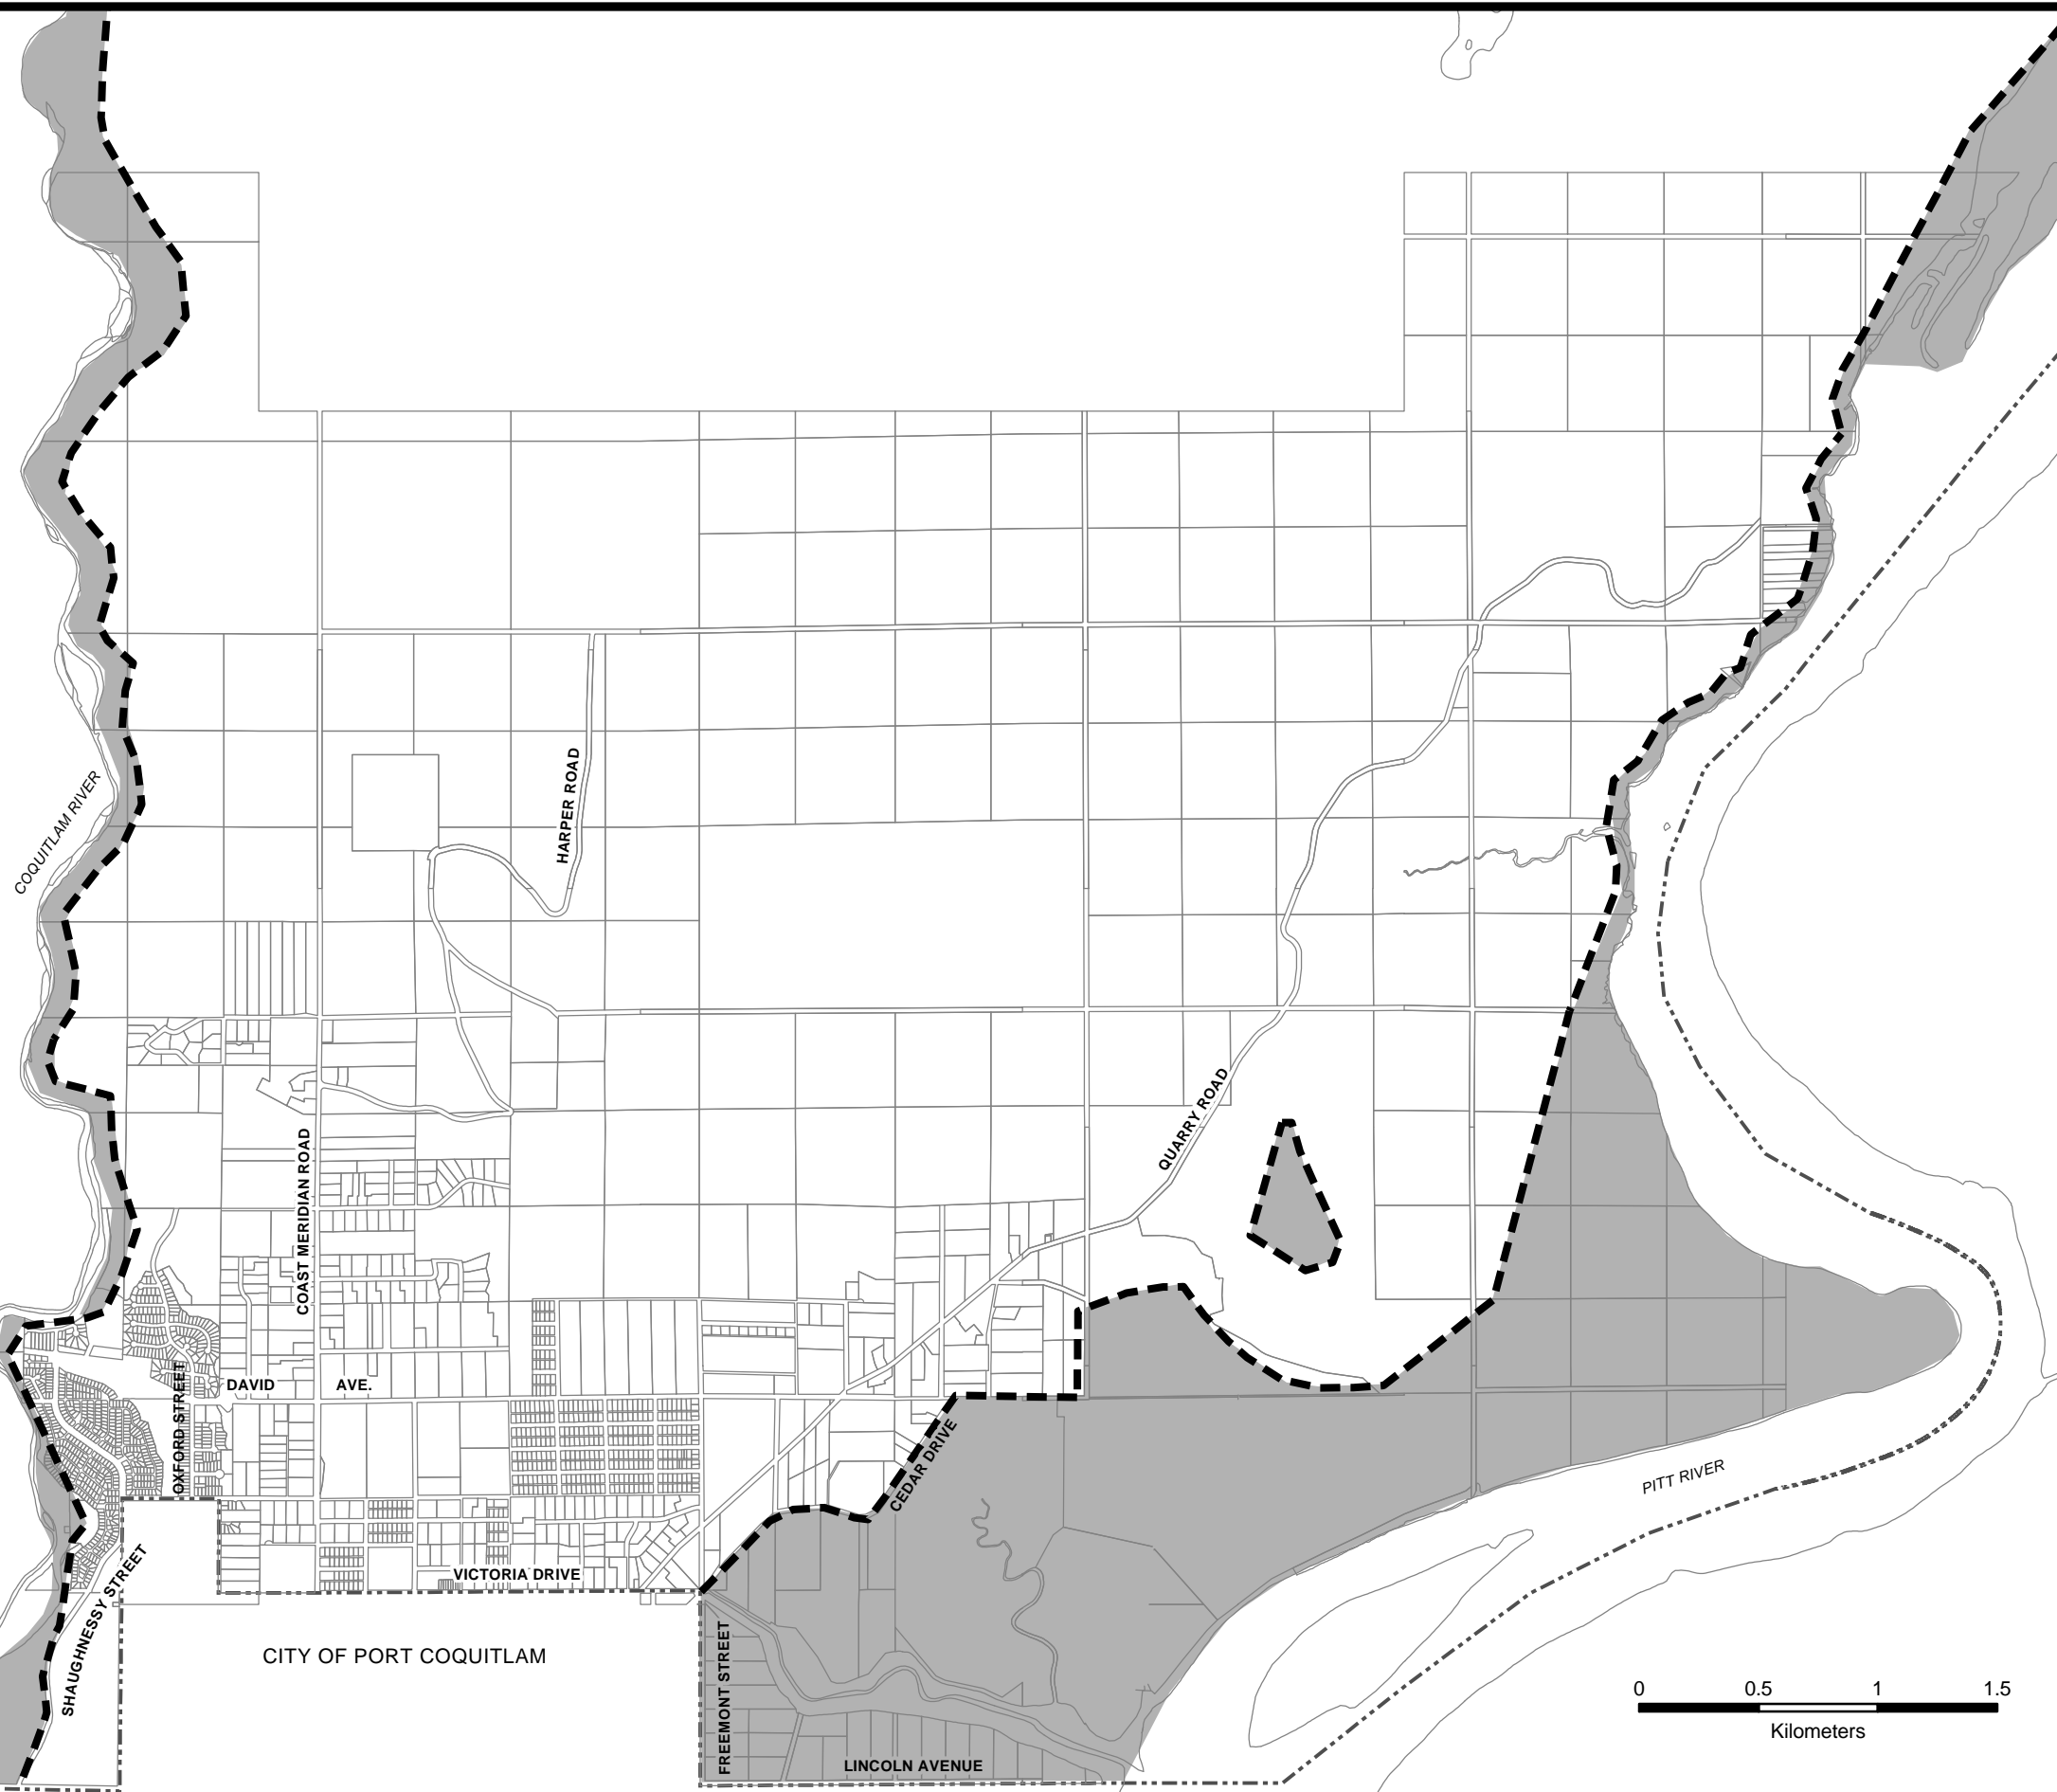 HARPER ROAD
COQUITLAM RIVER
QUARRY ROAD
COAST MERIDIAN ROAD
OXFORD STREET
DAVID AVE.
CEDAR DRIVE
PITT RIVER
VICTORIA DRIVE
SHAUGHNESSY STREET
CITY OF PORT COQUITLAM
FREEMONT STREET
LINCOLN AVENUE
0 0.5 1 1.5
Kilometers